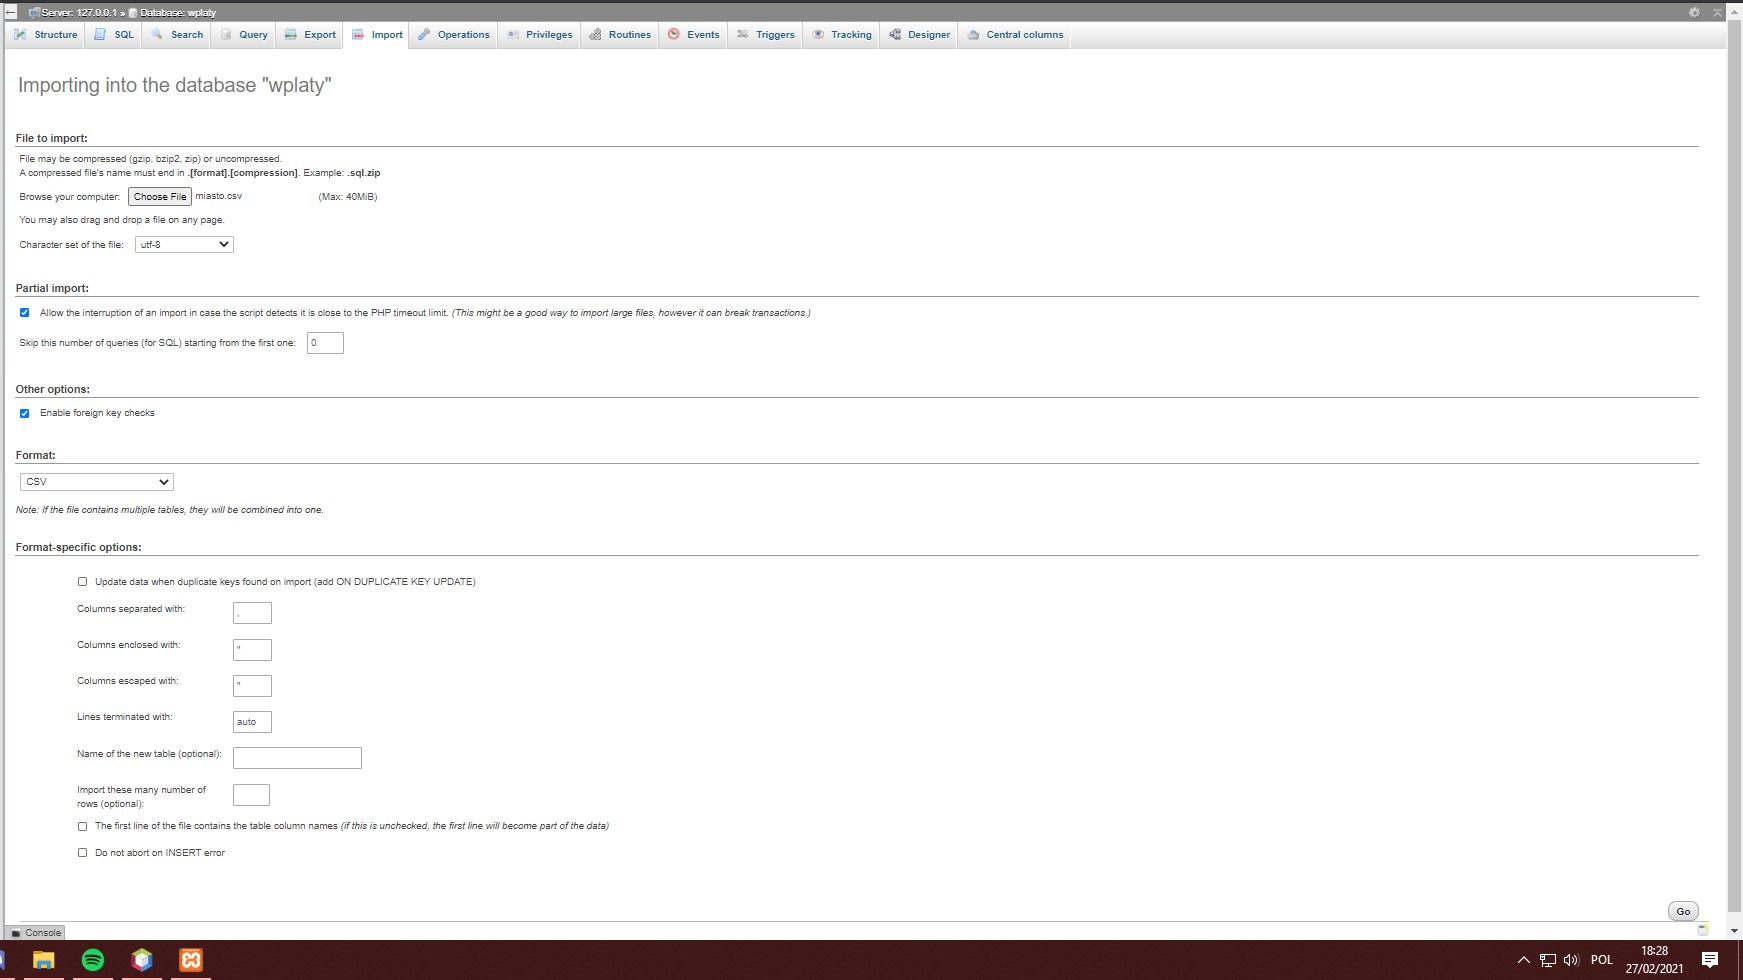 Server: 127.0.0.1 » Database: wplaty
Structure SQL Search Query Export Import Operations Privileges Routines Events Triggers Tracking Designer Central columns
Importing into the database "wplaty"
File to import:
File may be compressed (gzip, bzip2, zip) or uncompressed.
A compressed file's name must end in .[format].[compression]. Example: .sql.zip
Browse your computer: Choose File miasto.csv (Max: 40MiB)
You may also drag and drop a file on any page.
Character set of the file: utf-8
Partial import:
Allow the interruption of an import in case the script detects it is close to the PHP timeout limit. (This might be a good way to import large files, however it can break transactions.)
Skip this number of queries (for SQL) starting from the first one: 0
Other options:
Enable foreign key checks
Format:
CSV
Note: If the file contains multiple tables, they will be combined into one.
Format-specific options:
Update data when duplicate keys found on import (add ON DUPLICATE KEY UPDATE)
Columns separated with: ,
Columns enclosed with: "
Columns escaped with: "
Lines terminated with: auto
Name of the new table (optional):
Import these many number of
rows (optional):
The first line of the file contains the table column names (if this is unchecked, the first line will become part of the data)
Do not abort on INSERT error
Go
Console
POL
18:28
27/02/2021